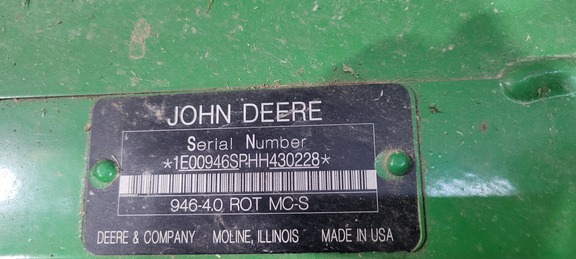 JOHN DEERE
Serial Number
*1E00946SPHH430228*
946-4.0 ROT MC-S
DEERE & COMPANY MOLINE, ILLINOIS MADE IN USA